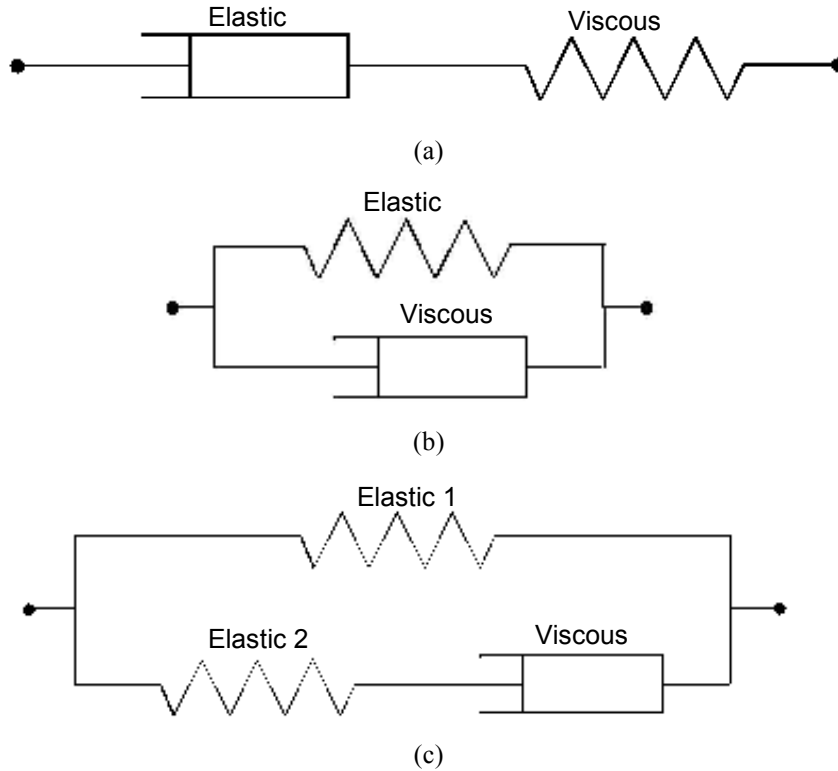 Elastic
Viscous
(a)
Elastic
Viscous
(b)
Elastic 1
Elastic 2
Viscous
(c)